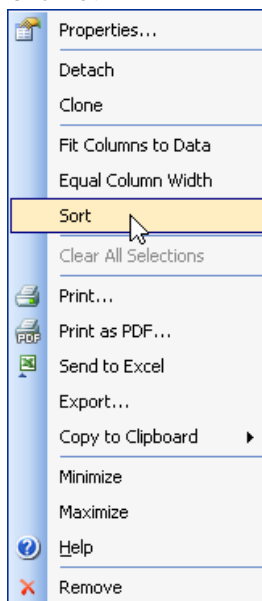 Properties...
Detach
Clone
Fit Columns to Data
Equal Column Width
Sort
Clear All Selections
Print...
PDF Print as PDF...
Send to Excel
Export...
Copy to Clipboard
Minimize
Maximize
? Help
Remove